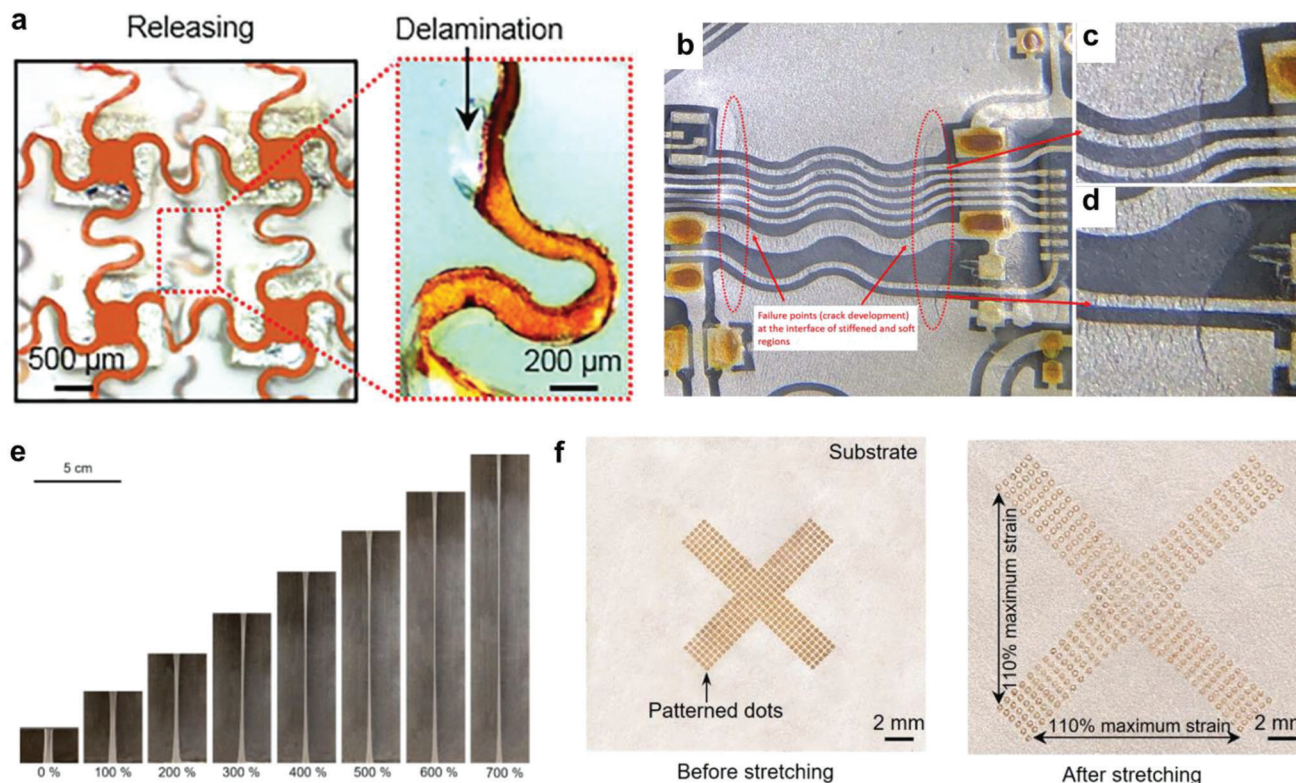 a
Releasing
Delamination
500 µm
200 µm
b
c
d
Failure points (crack development)
at the interface of stiffened and soft
regions
e
5 cm
0 %
100 %
200 %
300 %
400 %
500 %
600 %
700 %
f
Substrate
Patterned dots
2 mm
Before stretching
110% maximum strain
110% maximum strain
2 mm
After stretching